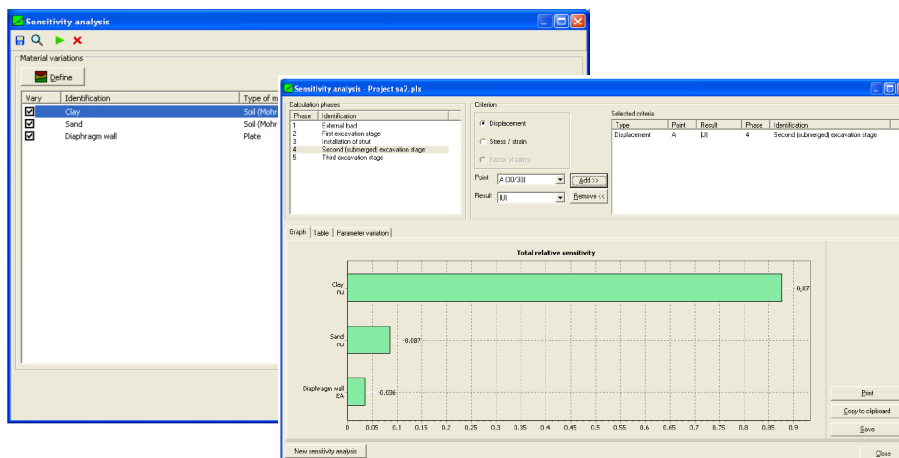 Sensitivity analysis
Material variations
Define
Vary Identification Type of m
Clay Soil (Mohr
Sand Soil (Mohr
Diaphragm wall Plate
Sensitivity analysis - Project sa2.plx
Calculation phases
Phase Identification
1 External load
2 First excavation stage
3 Installation of strut
4 Second (submerged) excavation stage
5 Third excavation stage
Criterion
Displacement
Stress / strain
Factor of safety
Point A (30/30) Add >>
Result |U| Remove <<
Selected criteria
Type Point Result Phase Identification
Displacement A |U| 4 Second (submerged) excavation stage
Graph Table Parameter variation
Total relative sensitivity
Clay
nu
0.87
Sand
nu
0.087
Diaphragm wall
EA
0.036
0 0.05 0.1 0.15 0.2 0.25 0.3 0.35 0.4 0.45 0.5 0.55 0.6 0.65 0.7 0.75 0.8 0.85 0.9
Print
Copy to clipboard
Save
New sensitivity analysis
Close